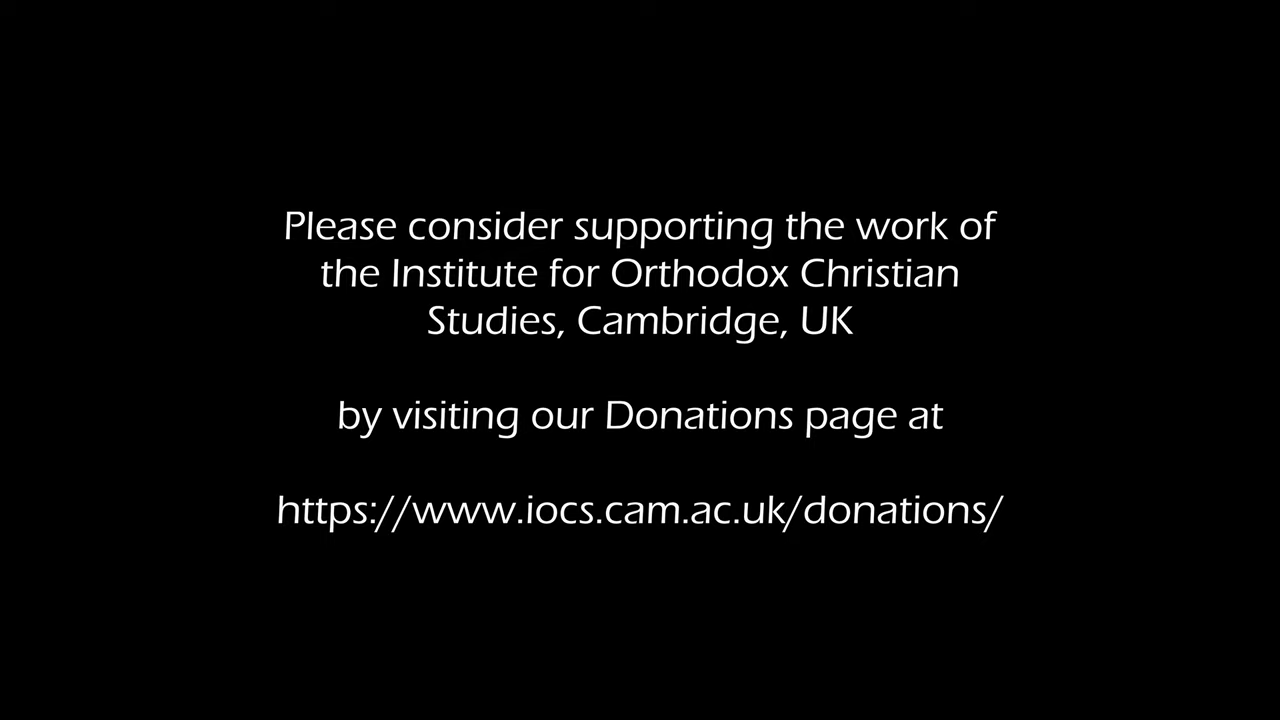 Please consider supporting the work of
the Institute for Orthodox Christian
Studies, Cambridge, UK
by visiting our Donations page at
https://www.iocs.cam.ac.uk/donations/